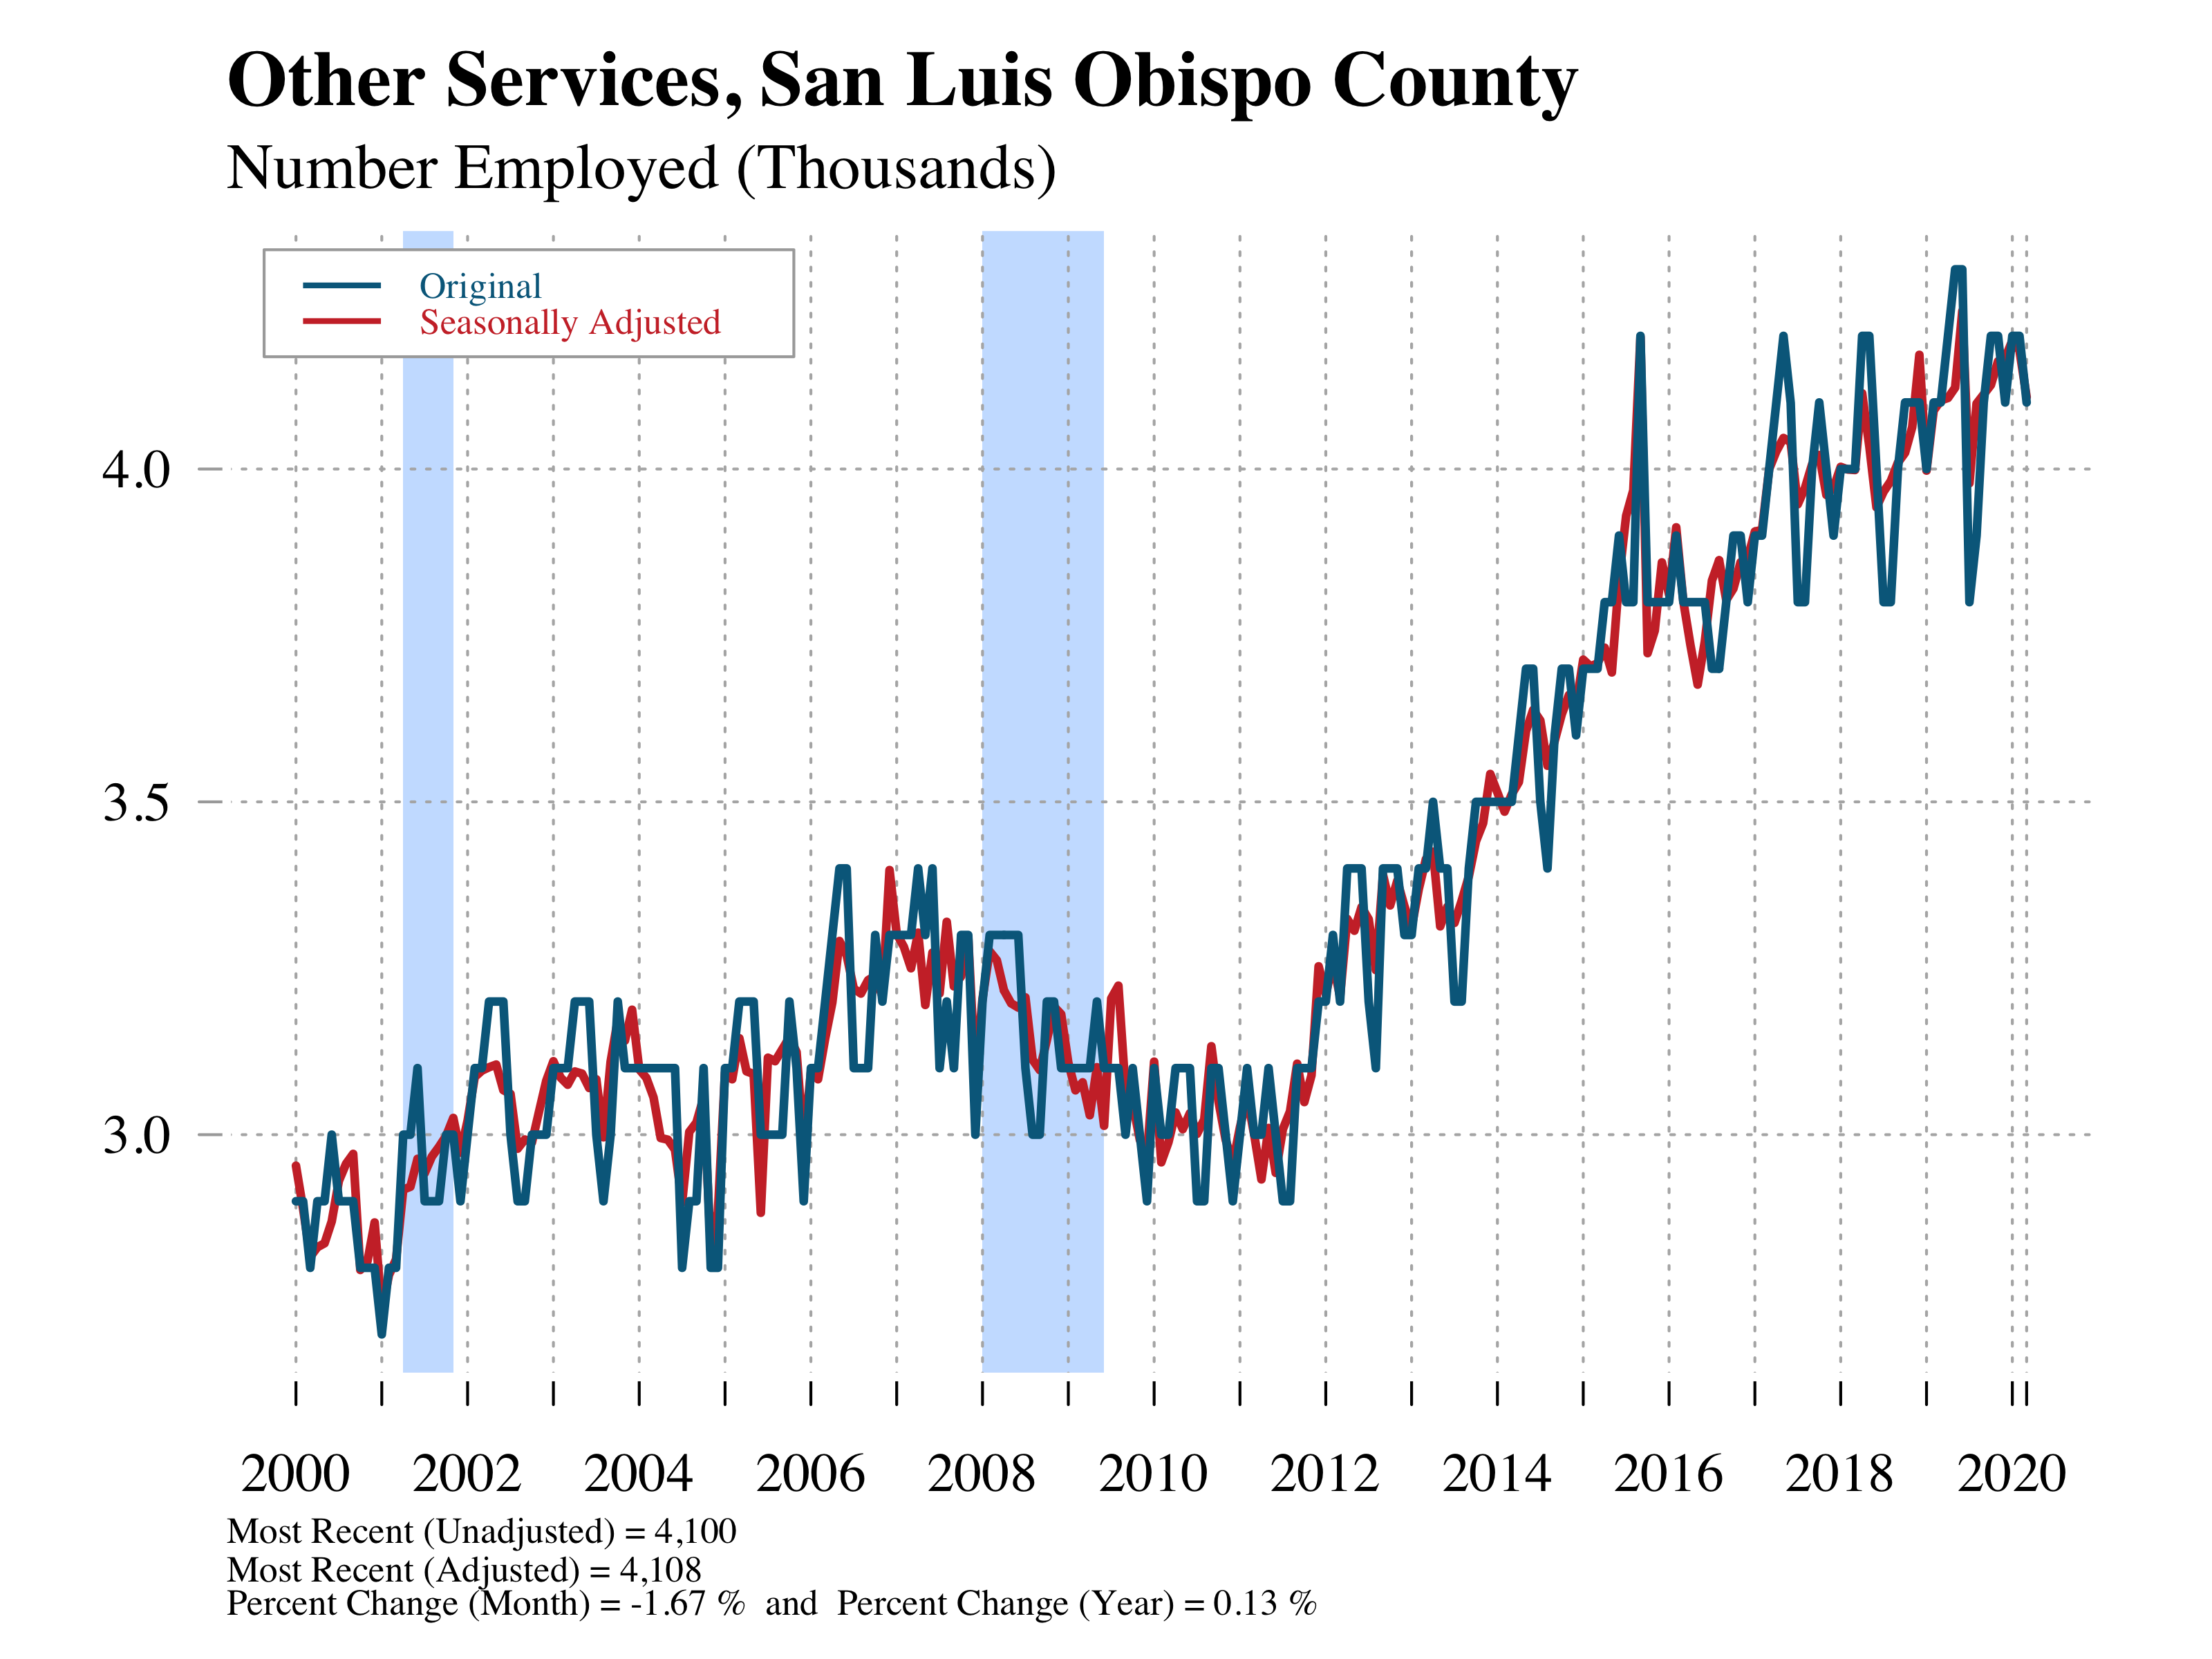 Other Services, San Luis Obispo County
Number Employed (Thousands)
Original
Seasonally Adjusted
4.0
3.5
3.0
2000 2002 2004 2006 2008 2010 2012 2014 2016 2018 2020
Most Recent (Unadjusted) = 4,100
Most Recent (Adjusted) = 4,108
Percent Change (Month) = -1.67 % and Percent Change (Year) = 0.13 %